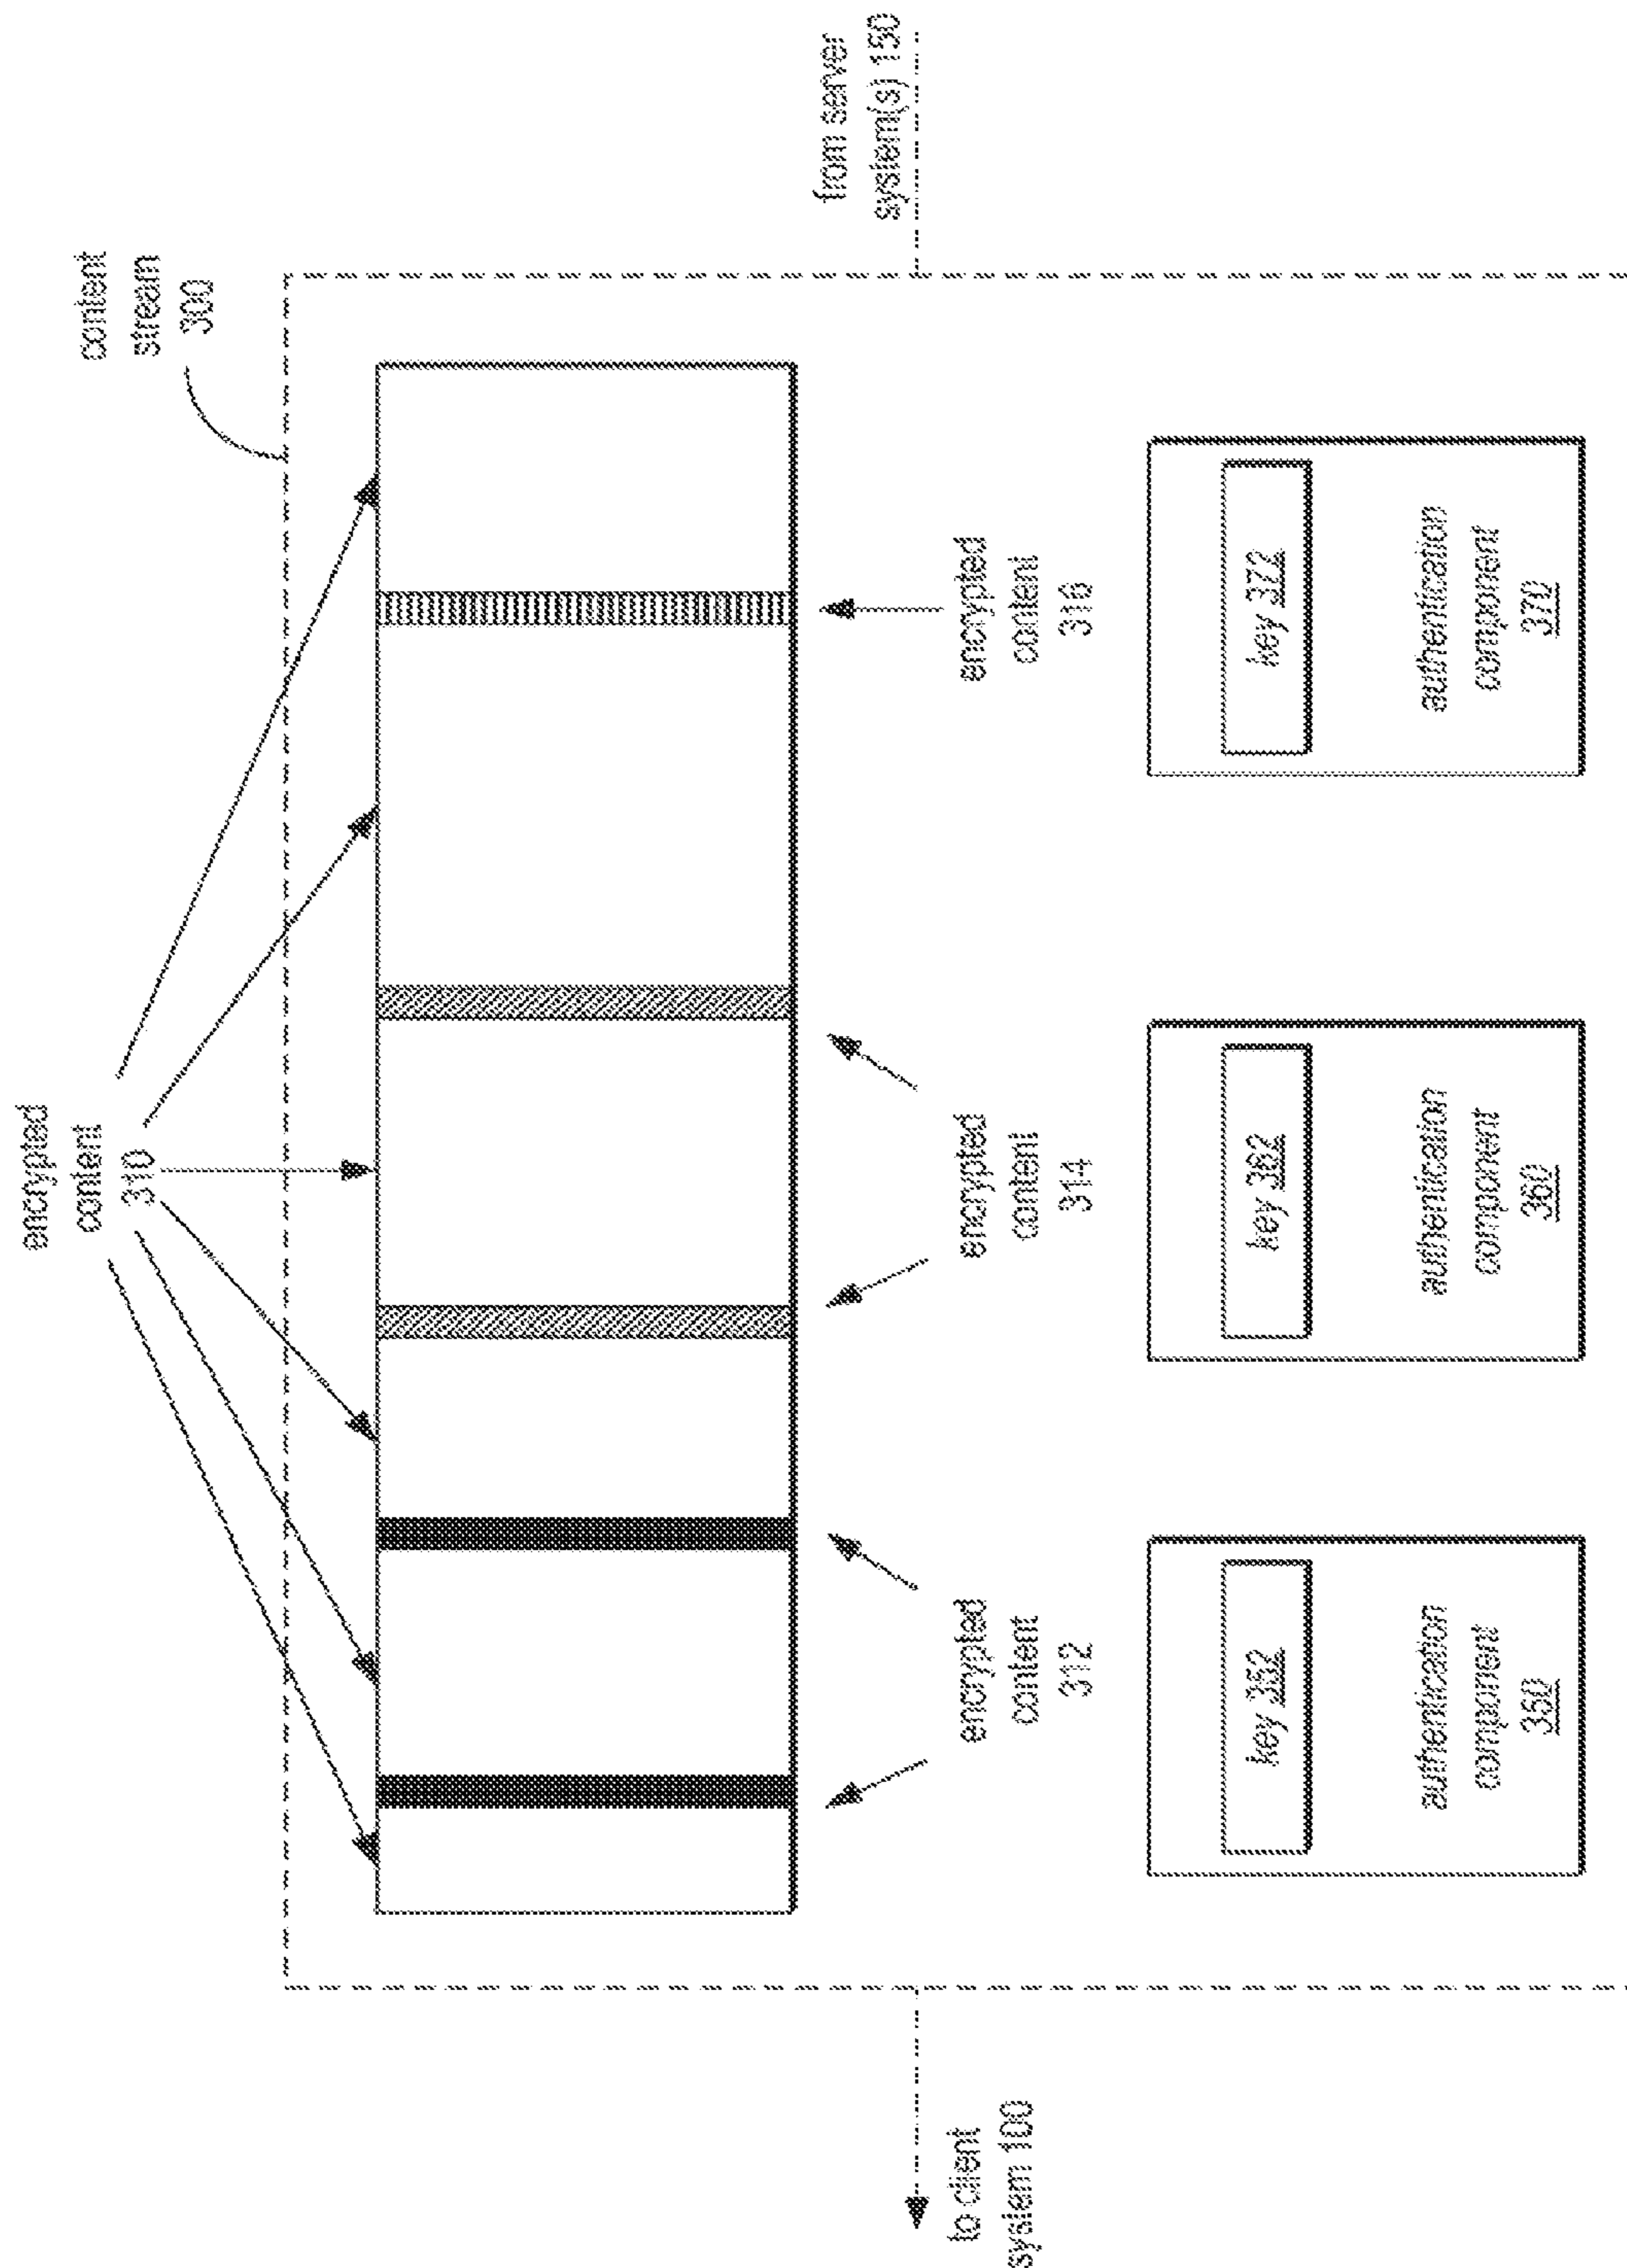 encrypted
content
310
content
stream
300
from server
system(s) 150
to client
system 100
encrypted
content
312
encrypted
content
314
encrypted
content
316
key 352
authentication
component
350
key 362
authentication
component
360
key 372
authentication
component
370